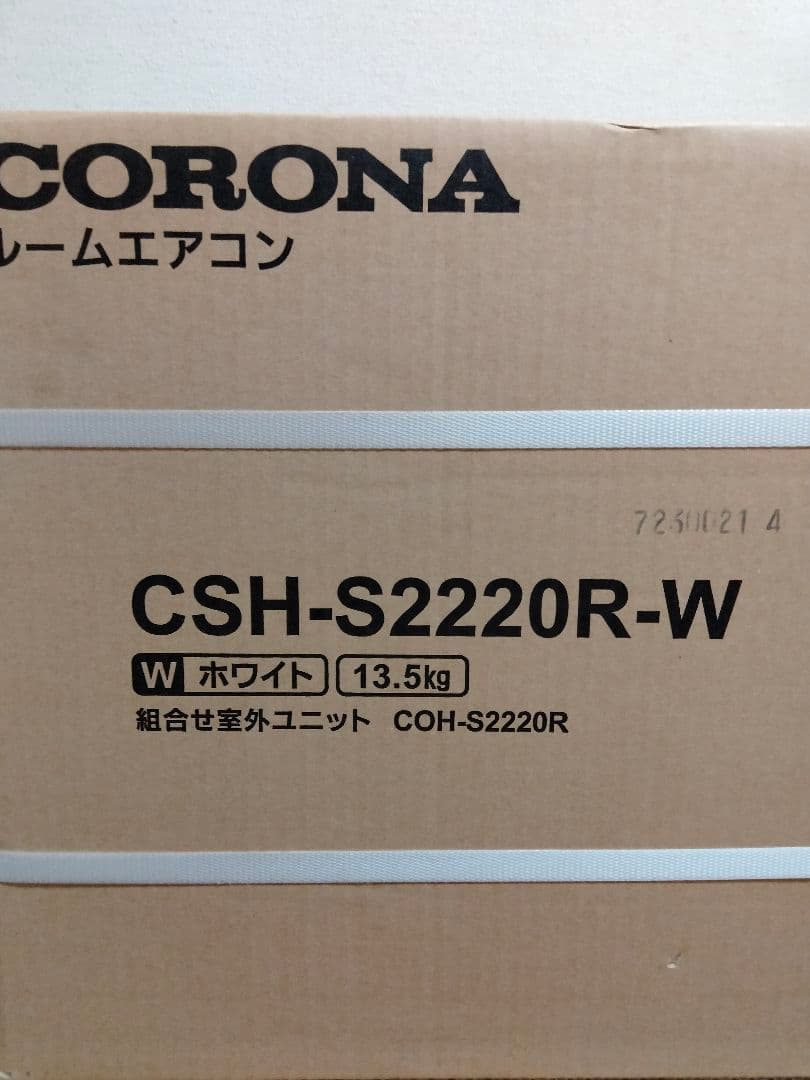 CORONA
ルームエアコン
CSH-S2220R-W
W ホワイト 13.5kg
組合せ室外ユニット COH-S2220R